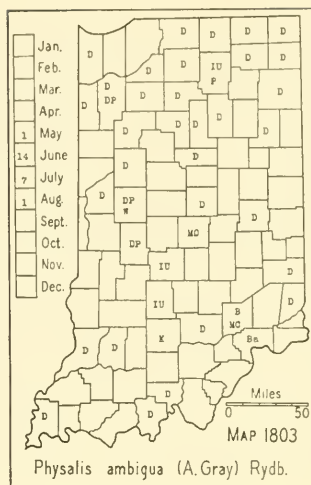 Jan.
Feb.
Mar.
Apr.
1 May
14 June
7 July
1 Aug.
Sept.
Oct.
Nov.
Dec.
D D D D
D D IU D D D
D P
D D DP D D D
D D D D
D D
D
D DP
W D
DP MC
IU D
IU B D
MC
K D Ba
D D
D
D D
Miles
0 50
MAP 1803
Physalis ambigua (A. Gray) Rydb.